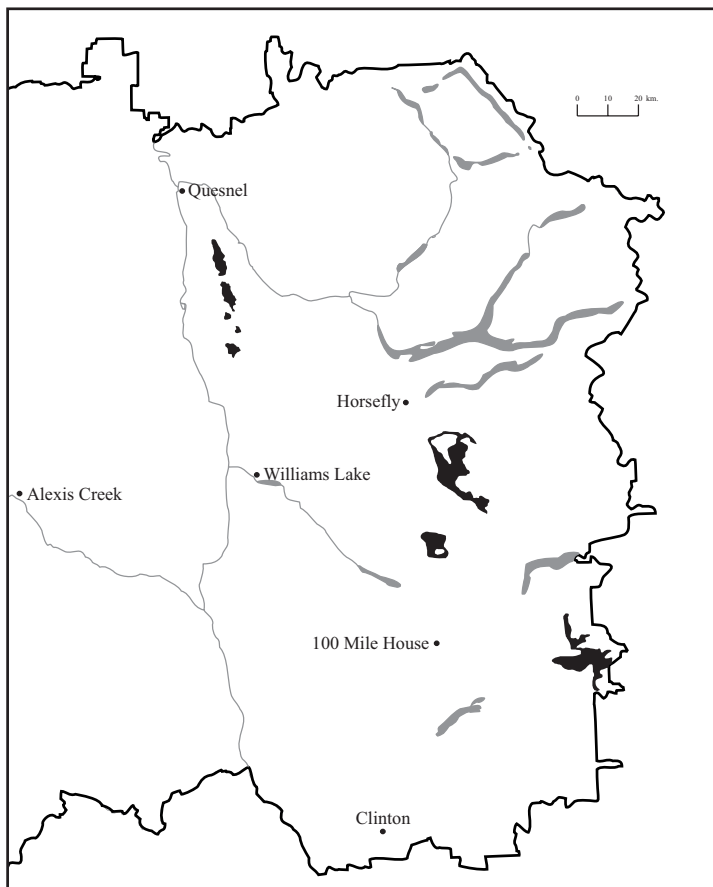 0 10 20 km.
Quesnel
Horsefly
Williams Lake
Alexis Creek
100 Mile House
Clinton